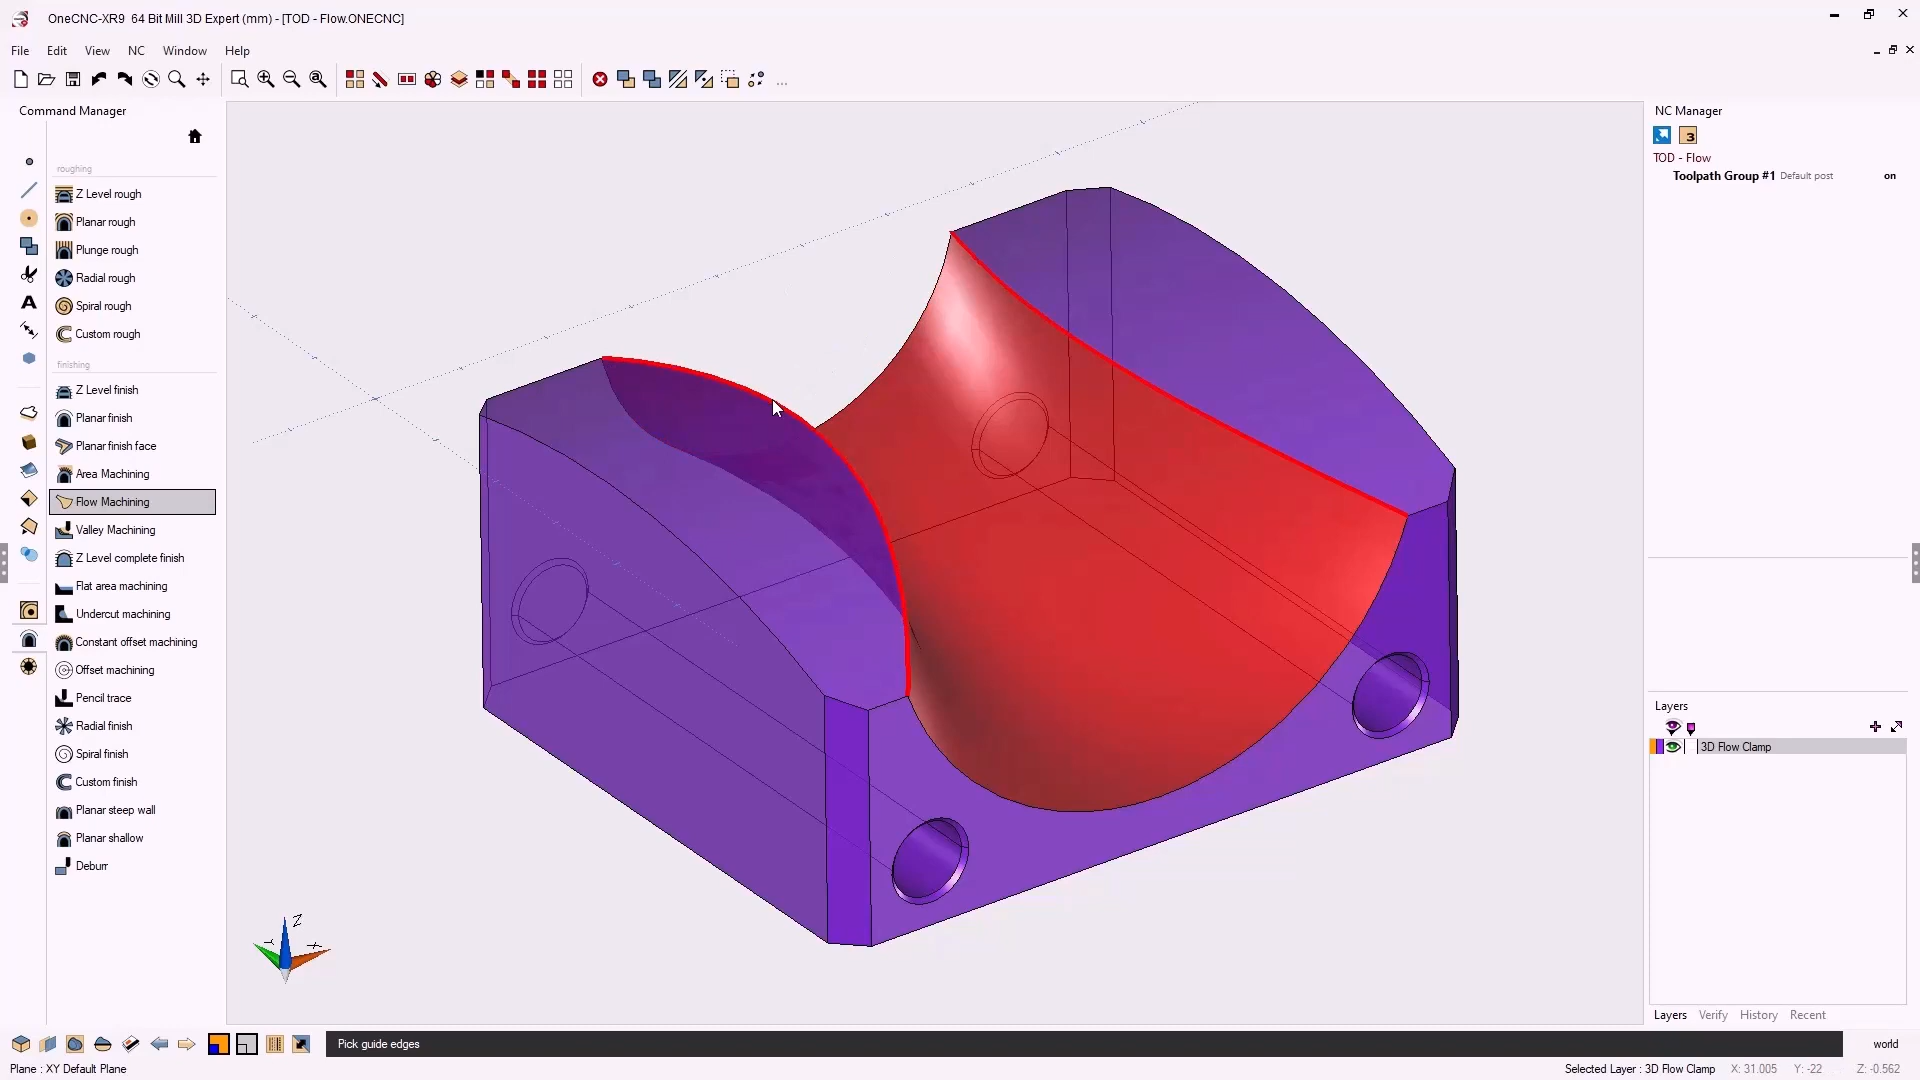 OneCNC-XR9  64 Bit Mill 3D Expert (mm) - [TOD - Flow.ONECNC]
File Edit View NC Window Help
Command Manager
roughing
Z Level rough
Planar rough
Plunge rough
Radial rough
Spiral rough
Custom rough
finishing
Z Level finish
Planar finish
Planar finish face
Area Machining
Flow Machining
Valley Machining
Z Level complete finish
Flat area machining
Undercut machining
Constant offset machining
Offset machining
Pencil trace
Radial finish
Spiral finish
Custom finish
Planar steep wall
Planar shallow
Deburr
A
Z
NC Manager
3
TOD - Flow
Toolpath Group #1 Default post on
Layers
3D Flow Clamp
Layers Verify History Recent
Pick guide edges
world
Plane : XY Default Plane
Selected Layer : 3D Flow Clamp X: 31.005 Y: -22 Z: -0.562